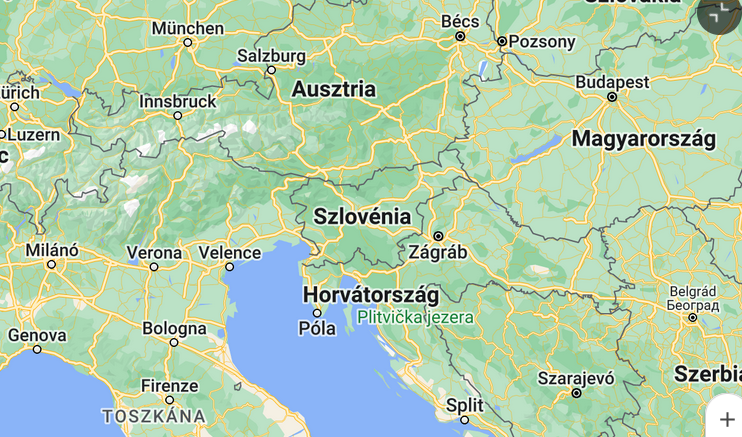 Szlovákia
Bécs
München
Pozsony
Salzburg
Ausztria
Budapest
Innsbruck
Luzern
Magyarország
Szlovénia
Zágráb
Milánó
Verona
Velence
Horvátország
Plitvička jezera
Belgrád
Београд
Póla
Genova
Bologna
Szerbia
Szarajevó
Firenze
TOSZKÁNA
Split